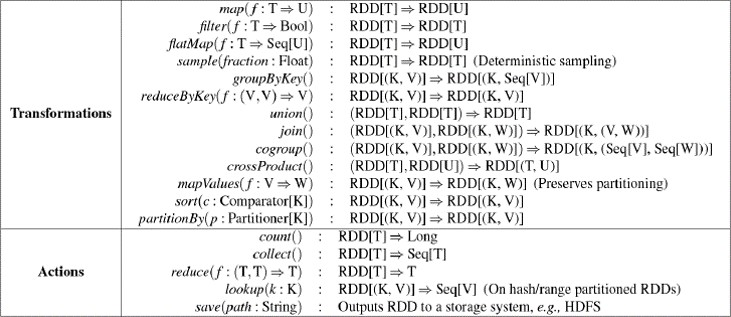 map(f : T ⇒ U) : RDD[T] ⇒ RDD[U]
filter(f : T ⇒ Bool) : RDD[T] ⇒ RDD[T]
flatMap(f : T ⇒ Seq[U]) : RDD[T] ⇒ RDD[U]
sample(fraction : Float) : RDD[T] ⇒ RDD[T] (Deterministic sampling)
groupByKey() : RDD[(K, V)] ⇒ RDD[(K, Seq[V])]
reduceByKey(f : (V,V) ⇒ V) : RDD[(K, V)] ⇒ RDD[(K, V)]
Transformations union() : (RDD[T],RDD[T]) ⇒ RDD[T]
join() : (RDD[(K, V)],RDD[(K, W)]) ⇒ RDD[(K, (V, W))]
cogroup() : (RDD[(K, V)],RDD[(K, W)]) ⇒ RDD[(K, (Seq[V], Seq[W]))]
crossProduct() : (RDD[T],RDD[U]) ⇒ RDD[(T, U)]
mapValues(f : V ⇒ W) : RDD[(K, V)] ⇒ RDD[(K, W)] (Preserves partitioning)
sort(c : Comparator[K]) : RDD[(K, V)] ⇒ RDD[(K, V)]
partitionBy(p : Partitioner[K]) : RDD[(K, V)] ⇒ RDD[(K, V)]
count() : RDD[T] ⇒ Long
collect() : RDD[T] ⇒ Seq[T]
Actions reduce(f : (T,T) ⇒ T) : RDD[T] ⇒ T
lookup(k : K) : RDD[(K, V)] ⇒ Seq[V] (On hash/range partitioned RDDs)
save(path : String) : Outputs RDD to a storage system, e.g., HDFS